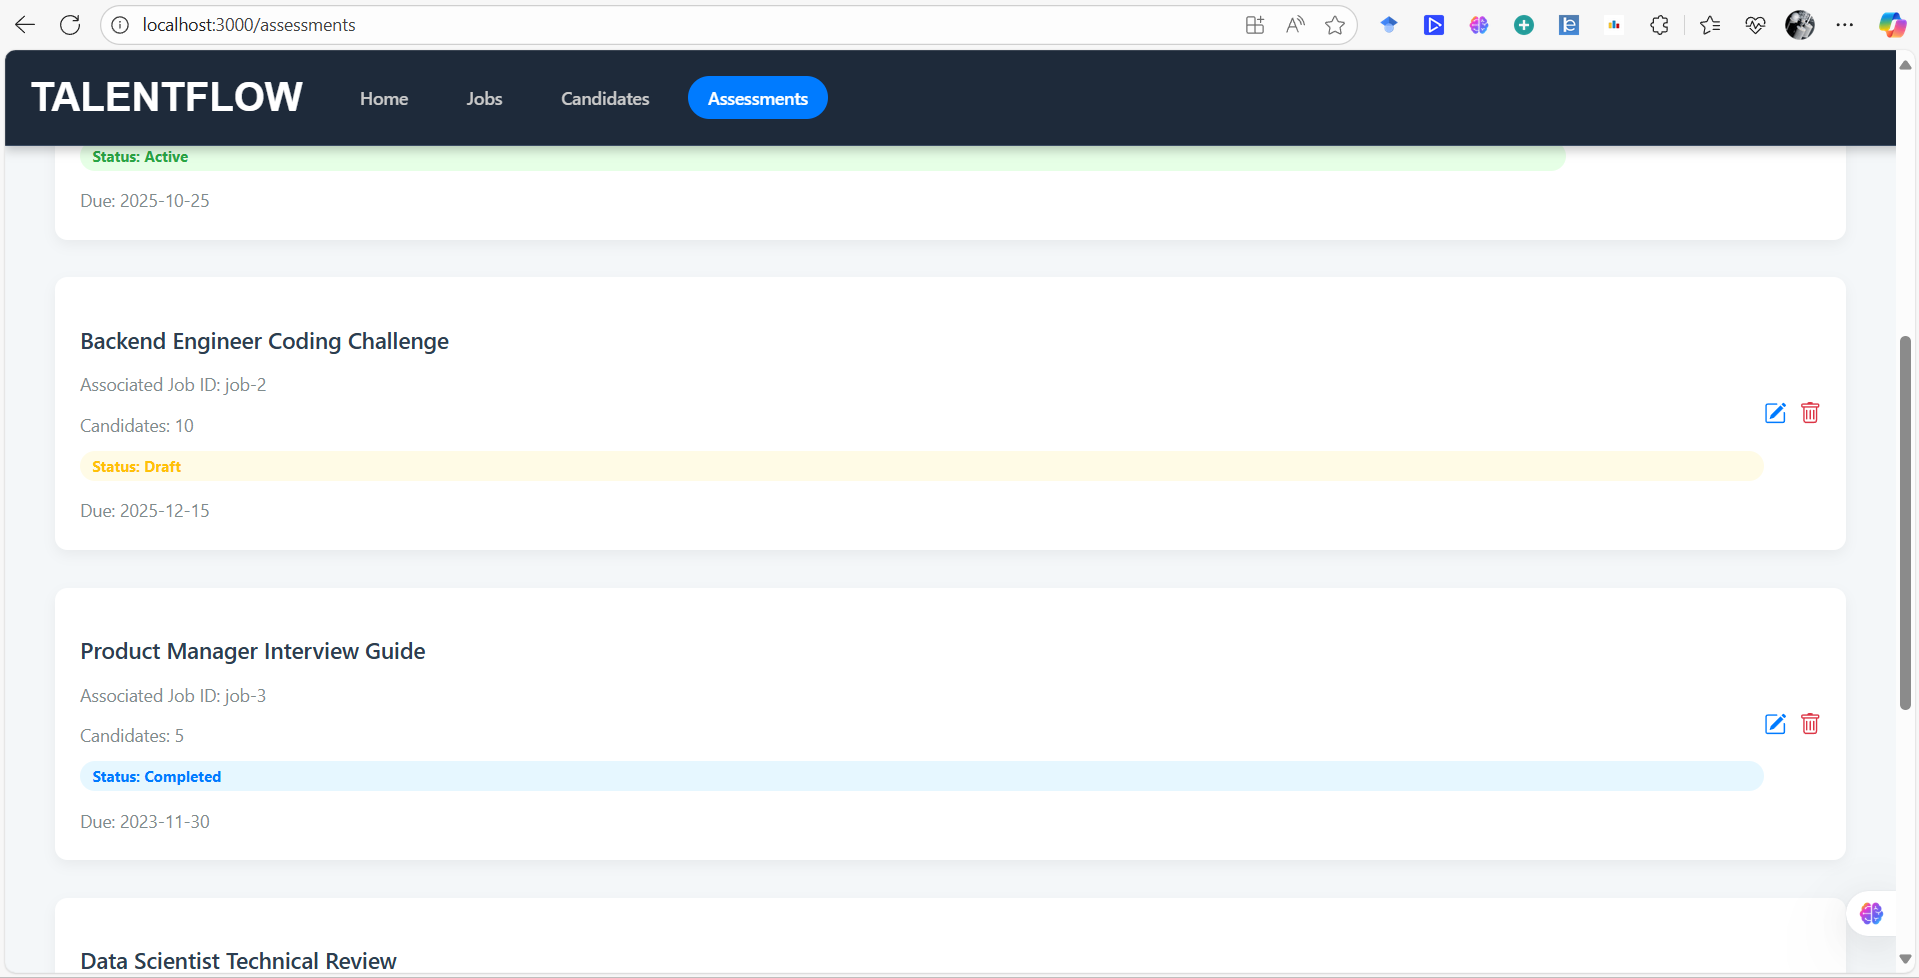 localhost:3000/assessments
TALENTFLOW
Home
Jobs
Candidates
Assessments
Status: Active
Due: 2025-10-25
Backend Engineer Coding Challenge
Associated Job ID: job-2
Candidates: 10
Status: Draft
Due: 2025-12-15
Product Manager Interview Guide
Associated Job ID: job-3
Candidates: 5
Status: Completed
Due: 2023-11-30
Data Scientist Technical Review